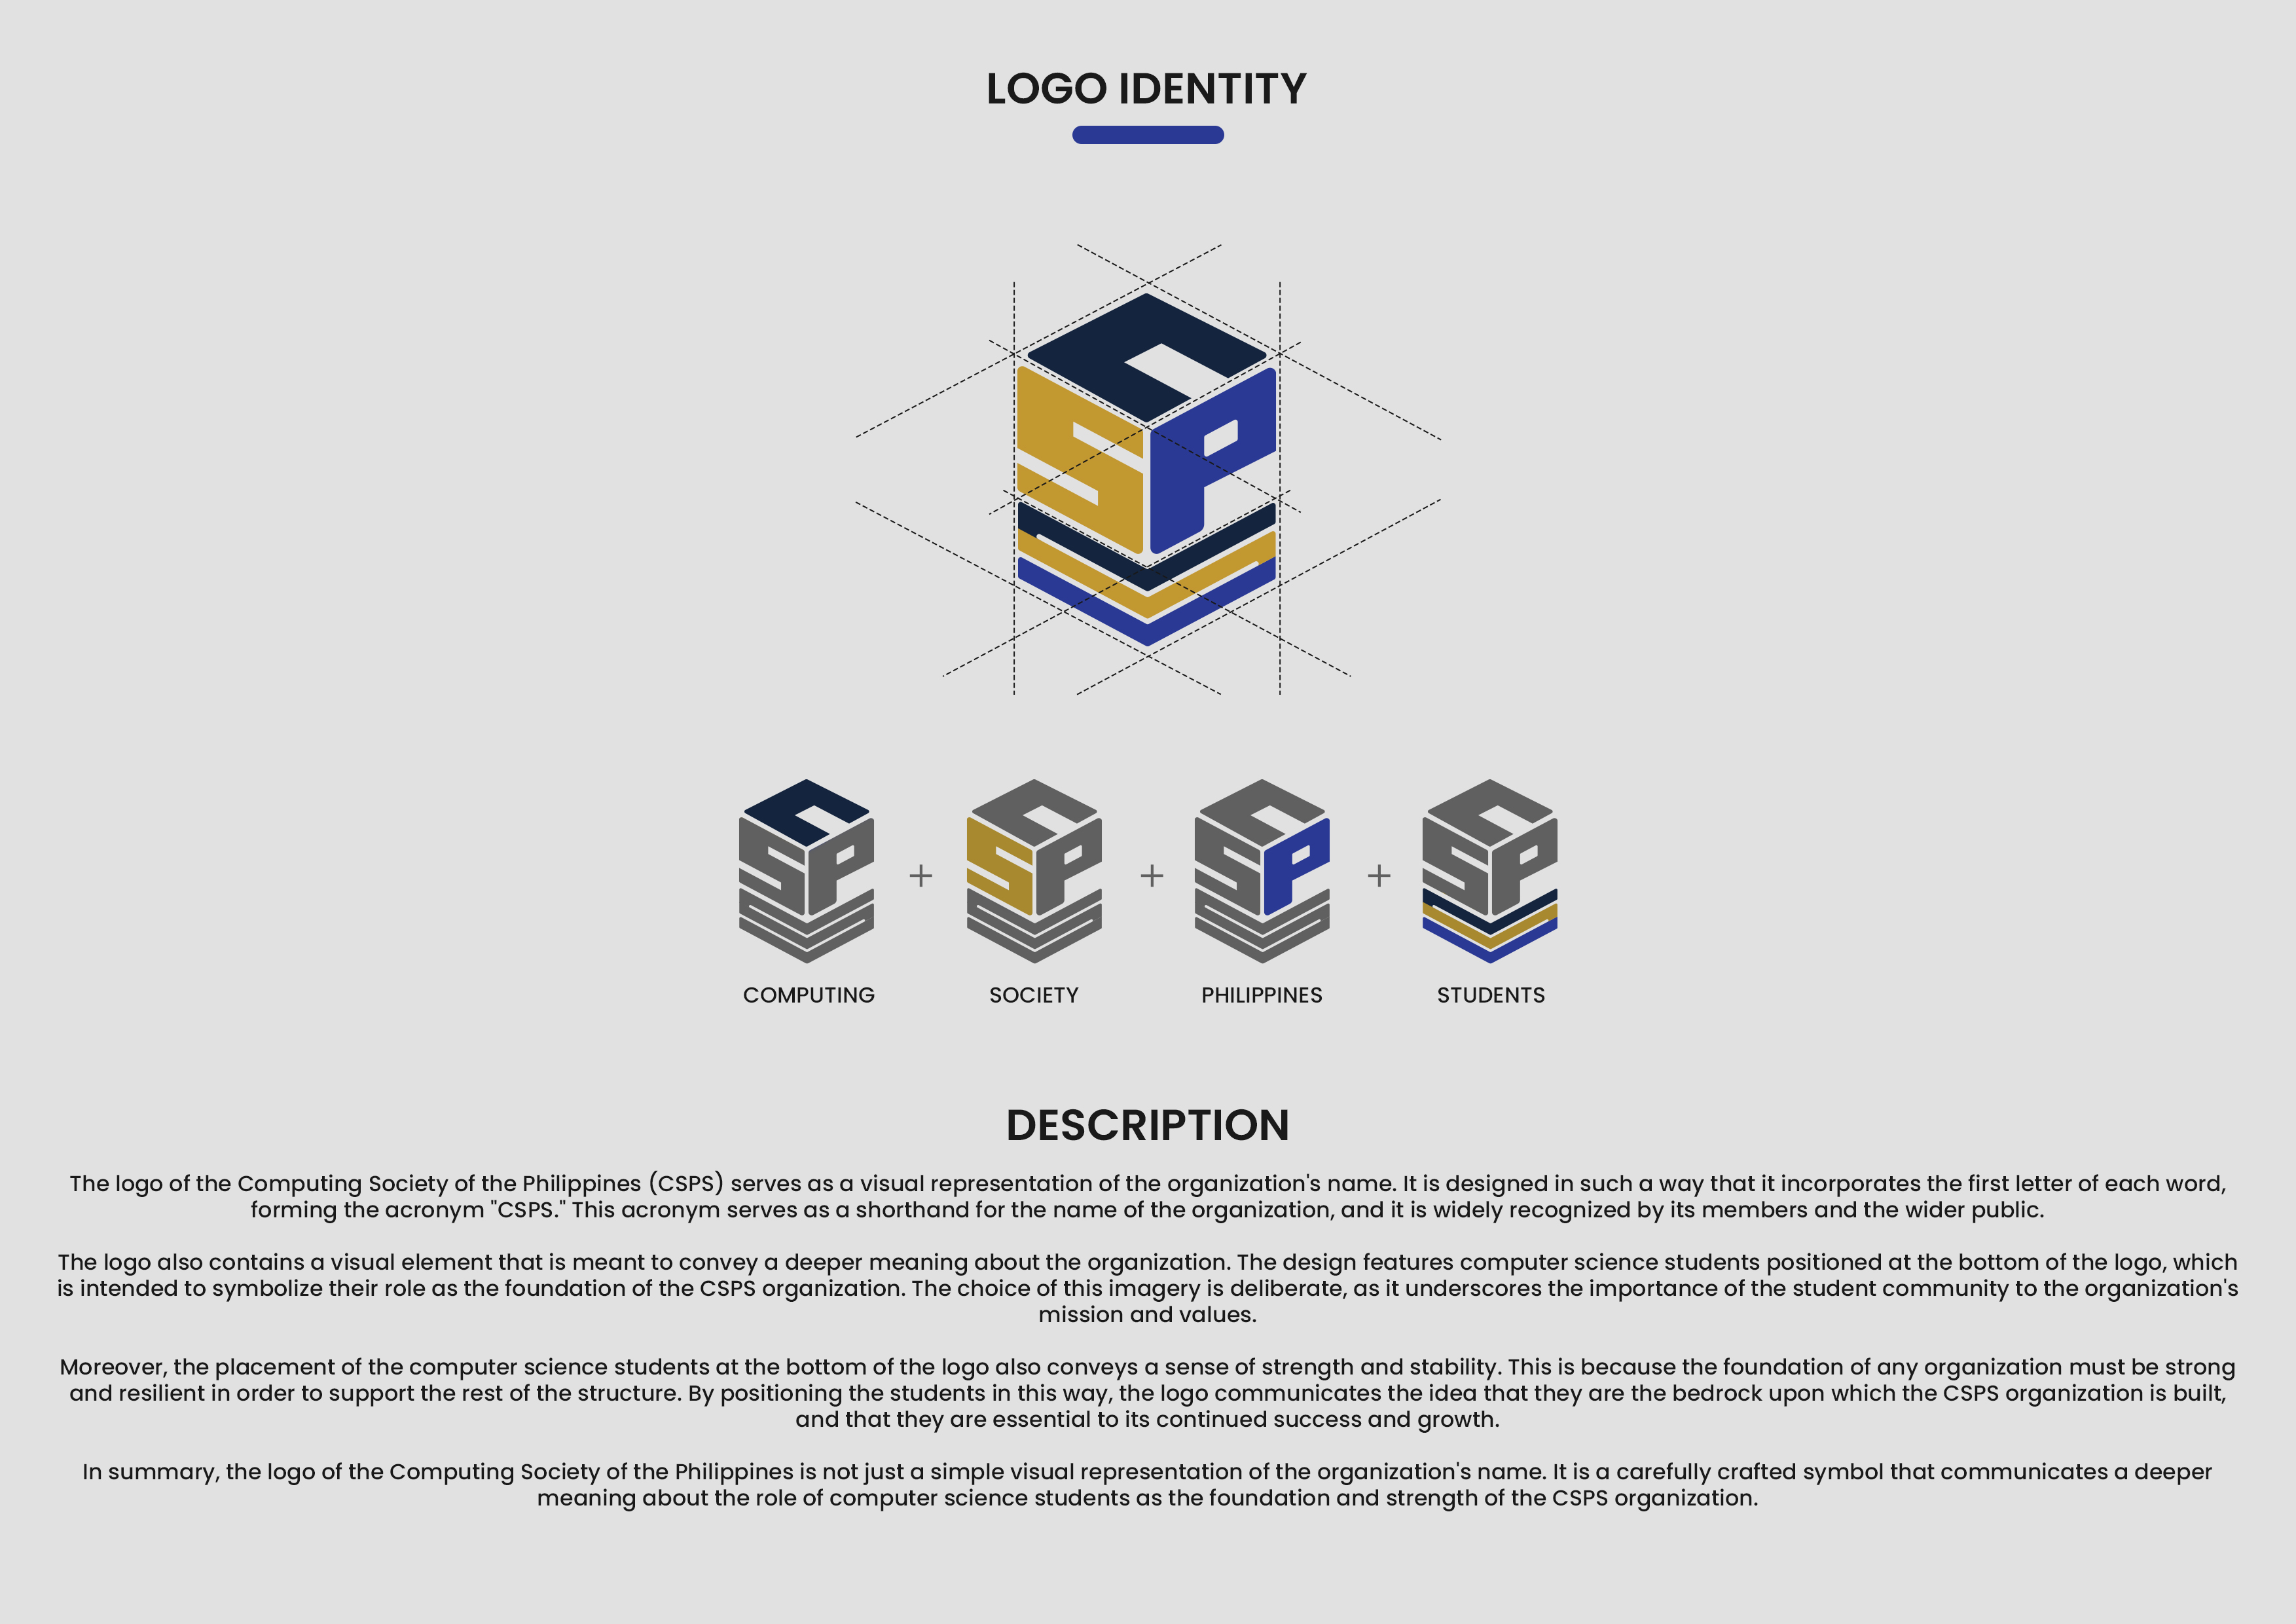 LOGO IDENTITY
C
S P
COMPUTING
SOCIETY
PHILIPPINES
STUDENTS
DESCRIPTION
The logo of the Computing Society of the Philippines (CSPS) serves as a visual representation of the organization's name. It is designed in such a way that it incorporates the first letter of each word,
forming the acronym "CSPS." This acronym serves as a shorthand for the name of the organization, and it is widely recognized by its members and the wider public.
The logo also contains a visual element that is meant to convey a deeper meaning about the organization. The design features computer science students positioned at the bottom of the logo, which
is intended to symbolize their role as the foundation of the CSPS organization. The choice of this imagery is deliberate, as it underscores the importance of the student community to the organization's
mission and values.
Moreover, the placement of the computer science students at the bottom of the logo also conveys a sense of strength and stability. This is because the foundation of any organization must be strong
and resilient in order to support the rest of the structure. By positioning the students in this way, the logo communicates the idea that they are the bedrock upon which the CSPS organization is built,
and that they are essential to its continued success and growth.
In summary, the logo of the Computing Society of the Philippines is not just a simple visual representation of the organization's name. It is a carefully crafted symbol that communicates a deeper
meaning about the role of computer science students as the foundation and strength of the CSPS organization.